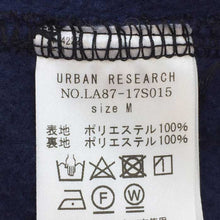 URBAN RESEARCH
NO.LA87-17S015
size M
表地 ポリエステル100%
裏地 ポリエステル100%